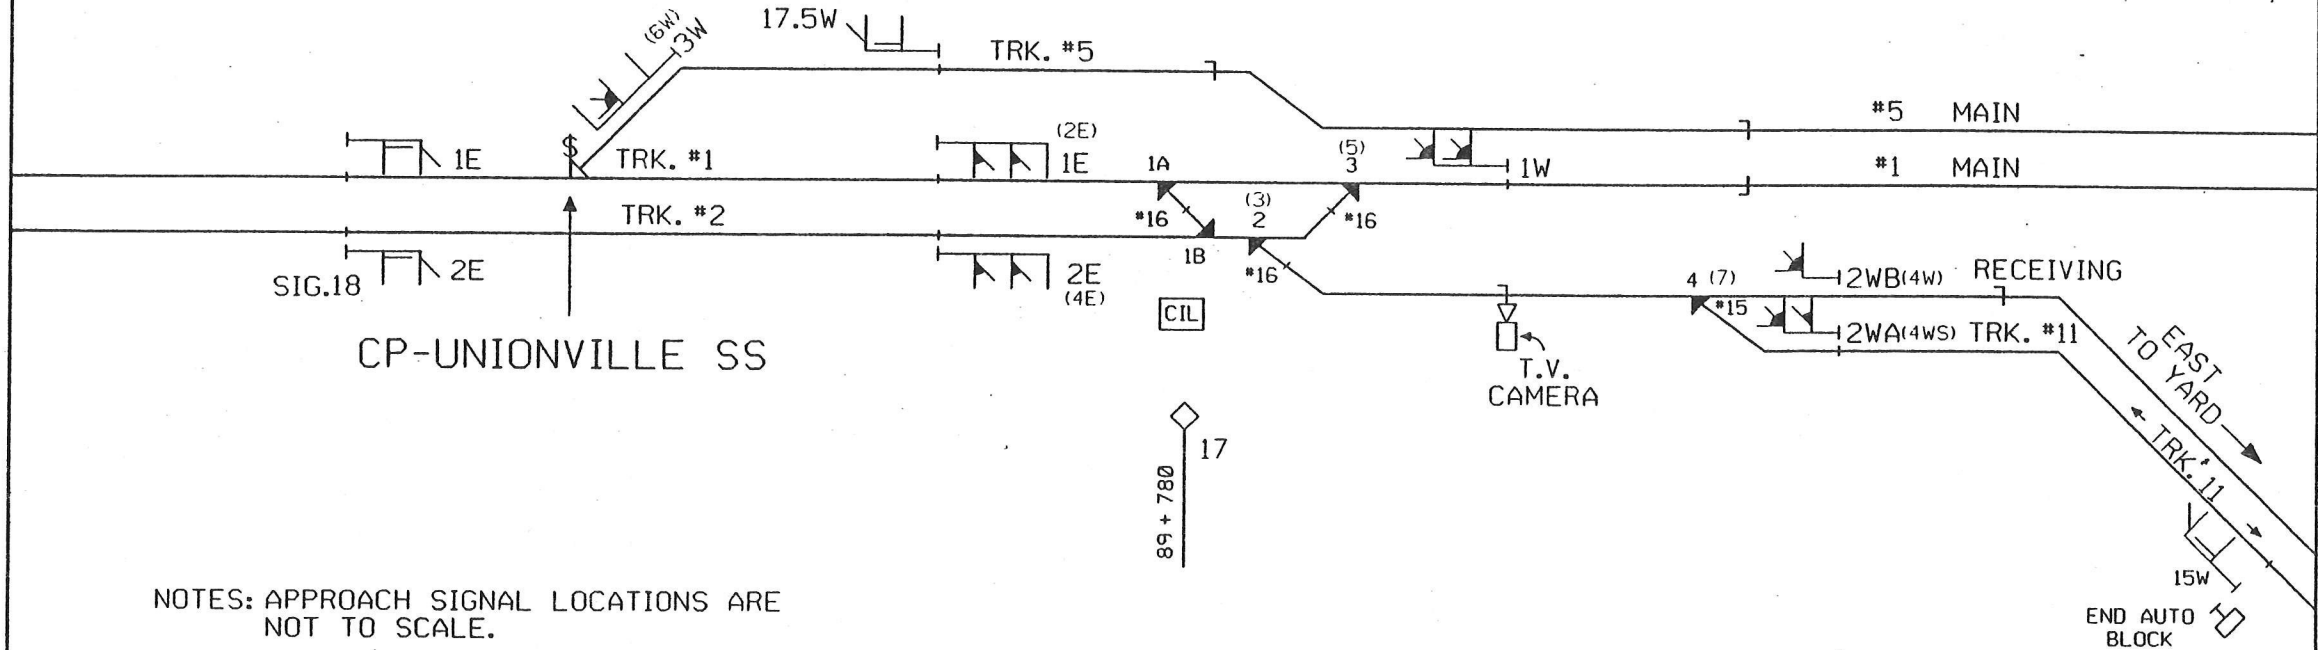 17.5W
(6W)
3W
TRK. #5
#5 MAIN
1E
$
TRK. #1
(2E)
1E
1A
(5)
3
1W
#1 MAIN
TRK. #2
#16
(3)
2
#16
SIG.18
2E
2E
(4E)
1B
#16
CIL
4 (7)
#15
2WB(4W) RECEIVING
2WA(4WS) TRK. #11
CP-UNIONVILLE SS
T.V.
CAMERA
EAST
TO YARD
17
89+780
TRK. 11
15W
NOTES: APPROACH SIGNAL LOCATIONS ARE
NOT TO SCALE.
END AUTO
BLOCK